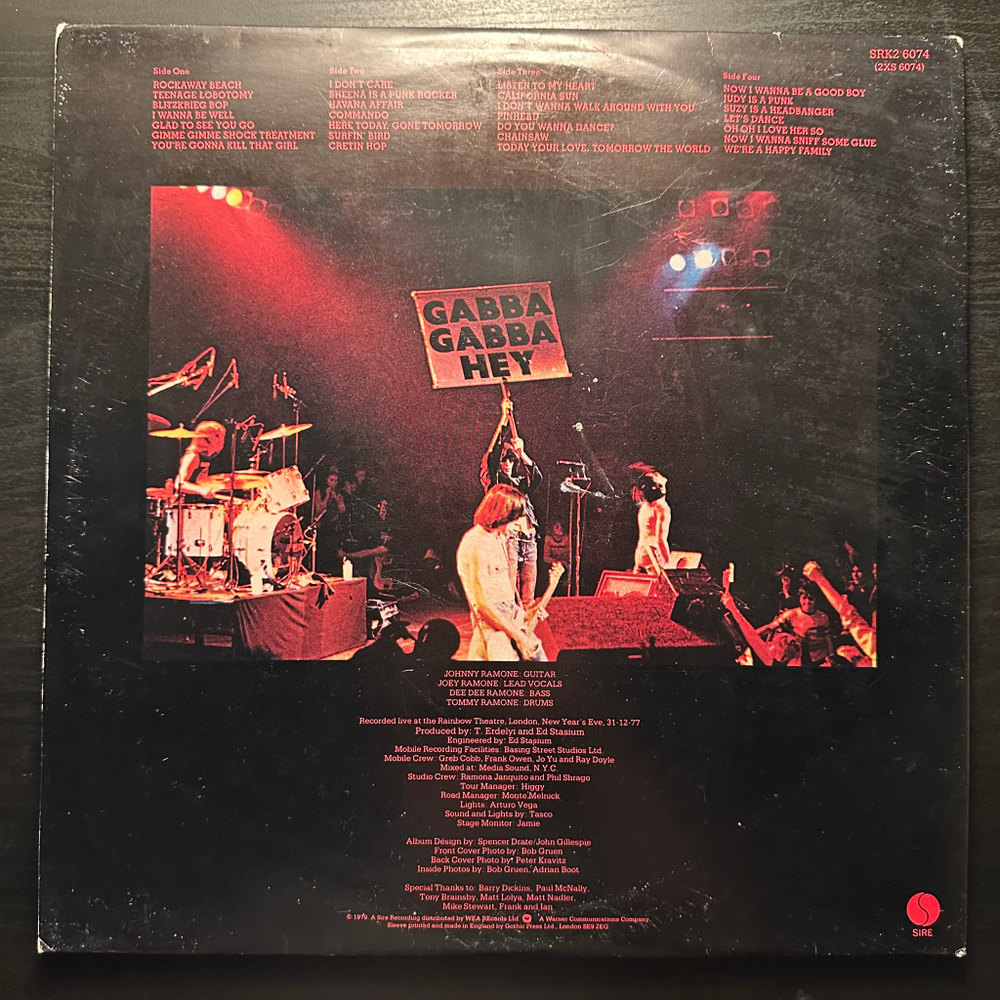 SRK2 6074
(2XS 6074)
Side One
ROCKAWAY BEACH
TEENAGE LOBOTOMY
BLITZKRIEG BOP
I WANNA BE WELL
GLAD TO SEE YOU GO
GIMME GIMME SHOCK TREATMENT
YOU'RE GONNA KILL THAT GIRL
Side Two
I DON'T CARE
SHEENA IS A PUNK ROCKER
HAVANA AFFAIR
COMMANDO
HERE TODAY, GONE TOMORROW
SURFIN' BIRD
CRETIN HOP
Side Three
LISTEN TO MY HEART
CALIFORNIA SUN
I DON'T WANNA WALK AROUND WITH YOU
PINHEAD
DO YOU WANNA DANCE?
CHAINSAW
TODAY YOUR LOVE, TOMORROW THE WORLD
Side Four
NOW I WANNA BE A GOOD BOY
JUDY IS A PUNK
SUZY IS A HEADBANGER
LET'S DANCE
OH OH I LOVE HER SO
NOW I WANNA SNIFF SOME GLUE
WE'RE A HAPPY FAMILY
GABBA
GABBA
HEY
JOHNNY RAMONE: GUITAR
JOEY RAMONE: LEAD VOCALS
DEE DEE RAMONE: BASS
TOMMY RAMONE: DRUMS
Recorded live at the Rainbow Theatre, London, New Year's Eve, 31-12-77
Produced by: T. Erdelyi and Ed Stasium
Engineered by: Ed Stasium
Mobile Recording Facilities: Basing Street Studios Ltd.
Mobile Crew: Greb Cobb, Frank Owen, Jo Yu and Ray Doyle
Mixed at: Media Sound, N.Y.C.
Studio Crew: Ramona Janquito and Phil Shrago
Tour Manager: Higgy
Road Manager: Monte Melnick
Lights: Arturo Vega
Sound and Lights by: Tasco
Stage Monitor: Jamie
Album Design by: Spencer Drate/John Gillespie
Front Cover Photo by: Bob Gruen
Back Cover Photo by: Peter Kravitz
Inside Photos by: Bob Gruen, Adrian Boot
Special Thanks to: Barry Dickins, Paul McNally,
Tony Brainsby, Matt Lolya, Matt Nadler,
Mike Stewart, Frank and Ian
© 1979. A Sire Recording distributed by WEA Records Ltd. A Warner Communications Company.
Sleeve printed and made in England by Gothic Press Ltd., London SE9 2EG
SIRE